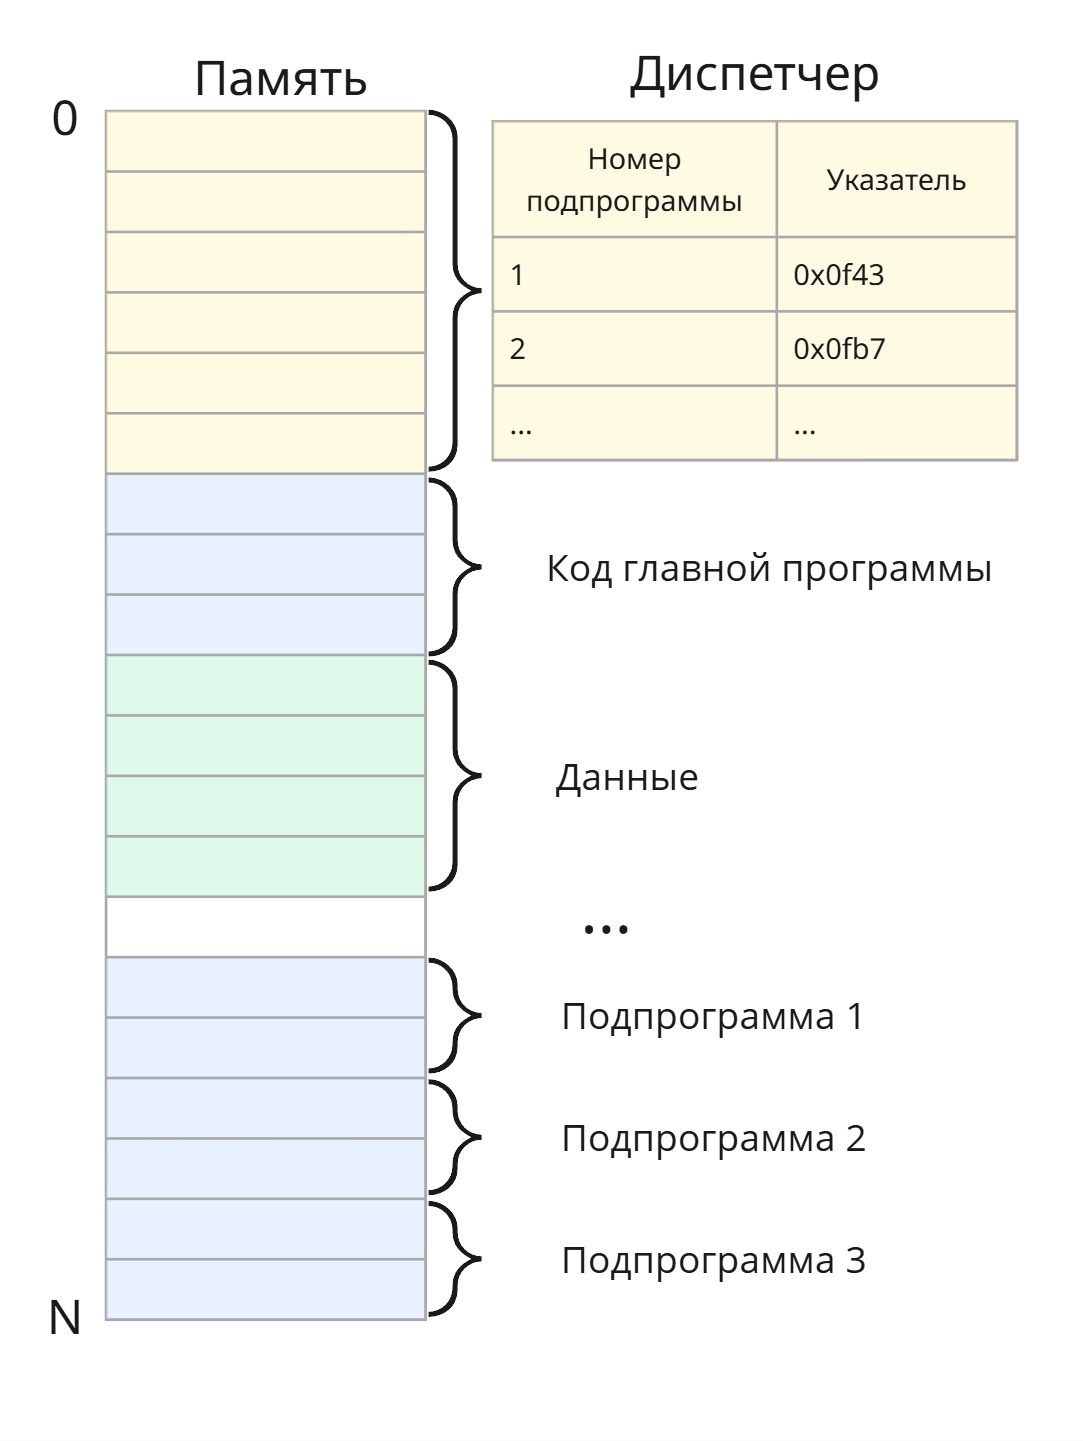 Память
Диспетчер
0
Номер
подпрограммы
Указатель
1
0x0f43
2
0x0fb7
...
...
Код главной программы
Данные
...
Подпрограмма 1
Подпрограмма 2
Подпрограмма 3
N